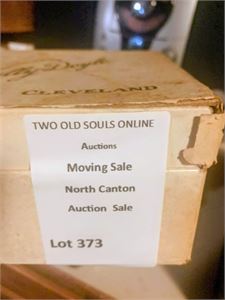 CLEVELAND
TWO OLD SOULS ONLINE
Auctions
Moving Sale
North Canton
Auction Sale
Lot 373